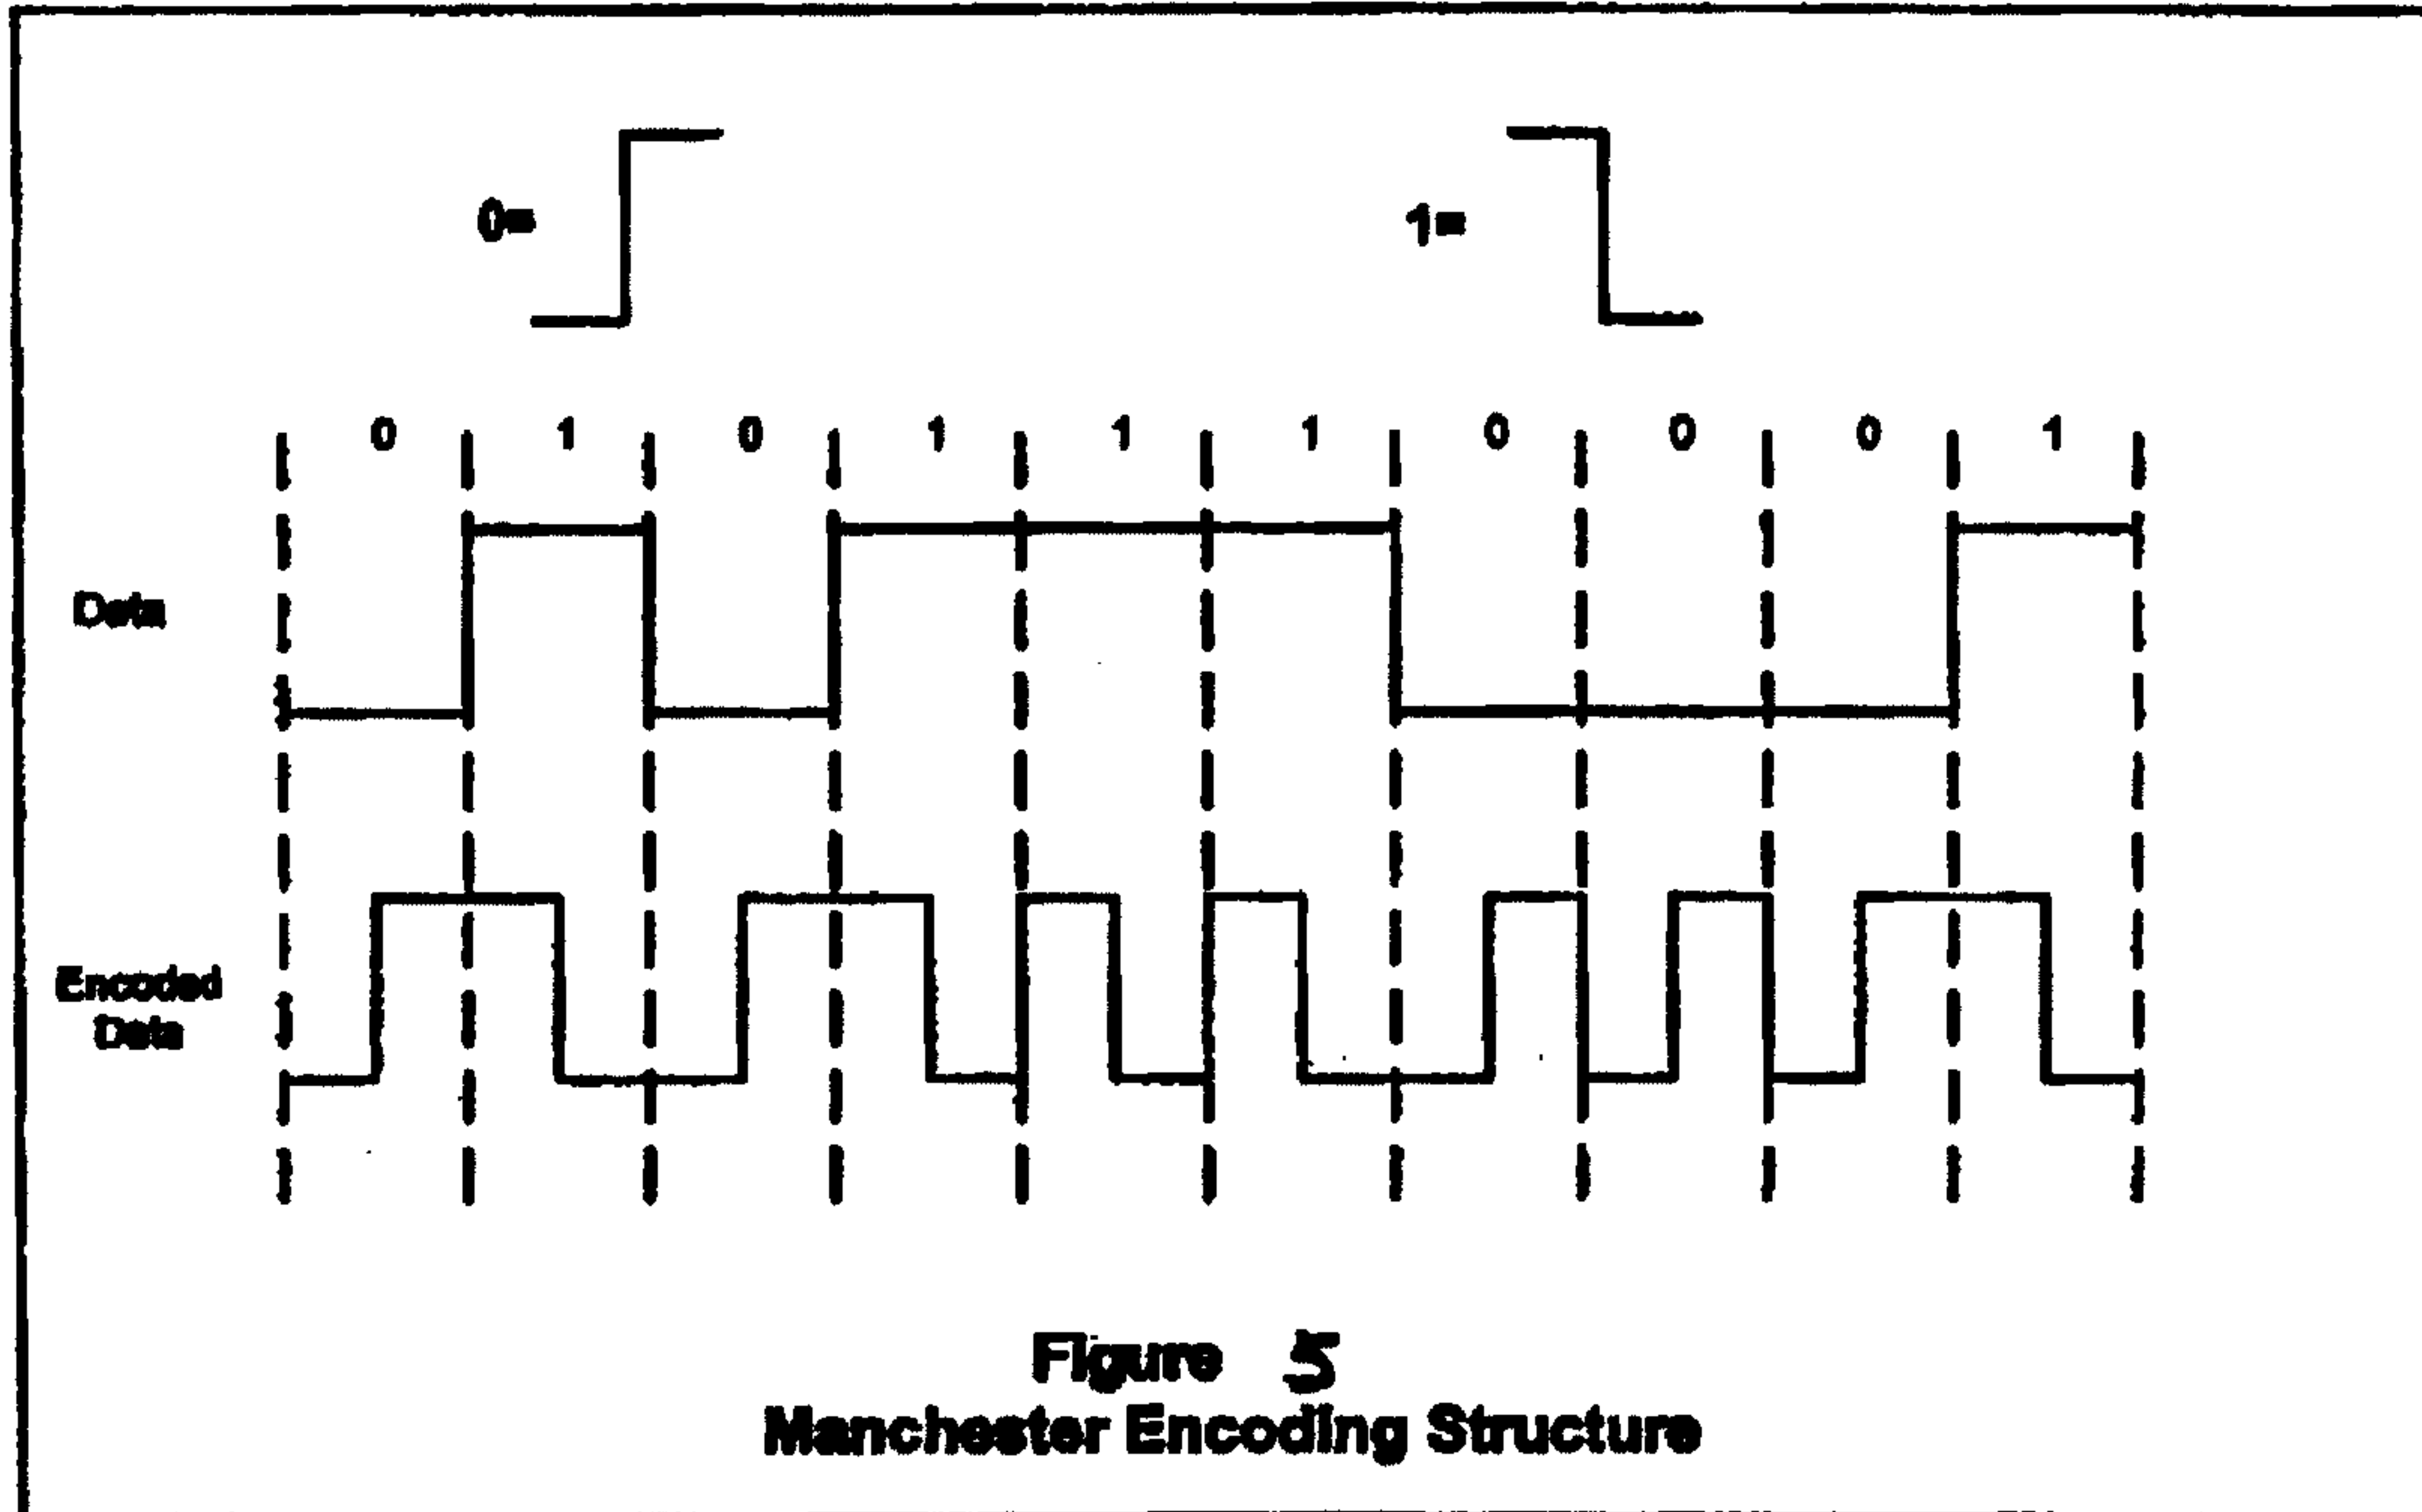 0=
1=
0 1 0 1 1 1 0 0 0 1
Data
Encoded
Data
Figure 5
Manchester Encoding Structure